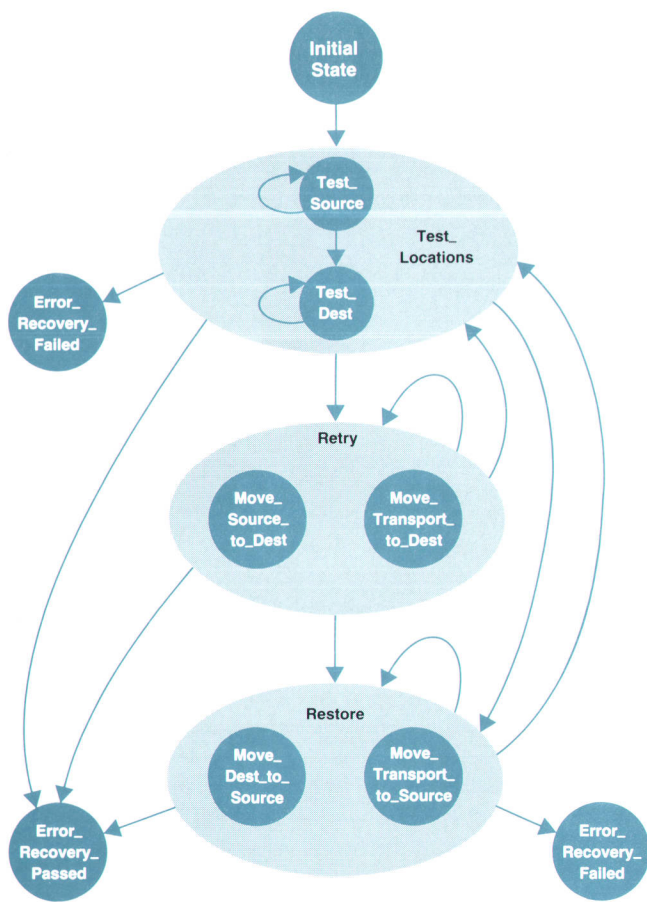 Initial
State
Test_
Source
Test_
Locations
Test_
Dest
Error_
Recovery_
Failed
Retry
Move_
Source_
to_Dest
Move_
Transport_
to_Dest
Restore
Move_
Dest_to_
Source
Move_
Transport_
to_Source
Error_
Recovery_
Passed
Error_
Recovery_
Failed